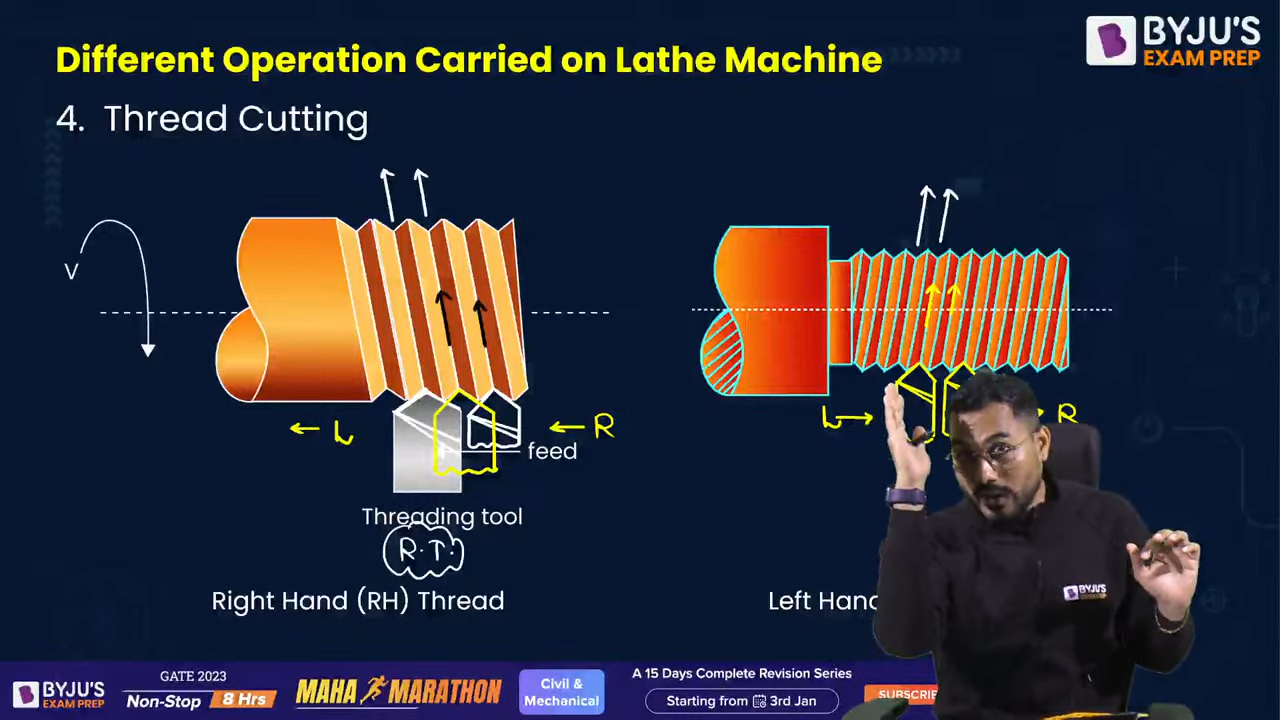 Different Operation Carried on Lathe Machine
BYJU'S
EXAM PREP
4. Thread Cutting
V
← L
← R
feed
L →
R
Threading tool
R.T.
Right Hand (RH) Thread
Left Hand
BYJU'S
BYJU'S
EXAM PREP
GATE 2023
Non-Stop 8 Hrs
MAHA MARATHON
Civil &
Mechanical
A 15 Days Complete Revision Series
Starting from 3rd Jan
SUBSCRIBE